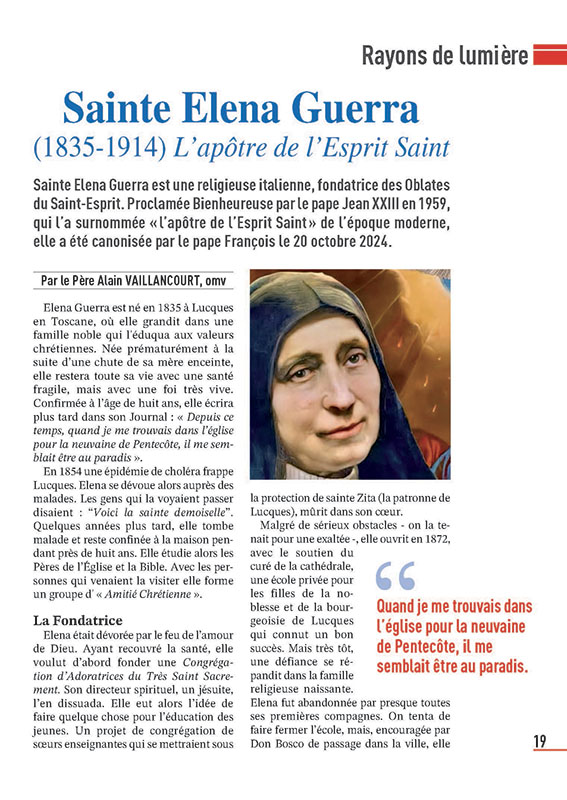 Rayons de lumière
Sainte Elena Guerra
(1835-1914) L'apôtre de l'Esprit Saint
Sainte Elena Guerra est une religieuse italienne, fondatrice des Oblates
du Saint-Esprit. Proclamée Bienheureuse par le pape Jean XXIII en 1959,
qui l'a surnommée « l'apôtre de l'Esprit Saint » de l'époque moderne,
elle a été canonisée par le pape François le 20 octobre 2024.
Par le Père Alain VAILLANCOURT, omv
Elena Guerra est né en 1835 à Lucques
en Toscane, où elle grandit dans une
famille noble qui l'éduqua aux valeurs
chrétiennes. Née prématurément à la
suite d'une chute de sa mère enceinte,
elle restera toute sa vie avec une santé
fragile, mais avec une foi très vive.
Confirmée à l'âge de huit ans, elle écrira
plus tard dans son Journal : « Depuis ce
temps, quand je me trouvais dans l'église
pour la neuvaine de Pentecôte, il me sem-
blait être au paradis ».
En 1854 une épidémie de choléra frappe
Lucques. Elena se dévoue alors auprès des
malades. Les gens qui la voyaient passer
disaient : “Voici la sainte demoiselle”.
Quelques années plus tard, elle tombe
malade et reste confinée à la maison pen-
dant près de huit ans. Elle étudie alors les
Pères de l'Église et la Bible. Avec les per-
sonnes qui venaient la visiter elle forme
un groupe d' « Amitié Chrétienne ».
La Fondatrice
Elena était dévorée par le feu de l'amour
de Dieu. Ayant recouvré la santé, elle
voulut d'abord fonder une Congréga-
tion d'Adoratrices du Très Saint Sacre-
ment. Son directeur spirituel, un jésuite,
l'en dissuada. Elle eut alors l'idée de
faire quelque chose pour l'éducation des
jeunes. Un projet de congrégation de
sœurs enseignantes qui se mettraient sous
la protection de sainte Zita (la patronne de
Lucques), mûrit dans son cœur.
Malgré de sérieux obstacles - on la te-
nait pour une exaltée -, elle ouvrit en 1872,
avec le soutien du
curé de la cathédrale,
une école privée pour
les filles de la no-
blesse et de la bour-
geoisie de Lucques
qui connut un bon
succès. Mais très tôt,
une défiance se ré-
pandit dans la famille
religieuse naissante.
Elena fut abandonnée par presque toutes
ses premières compagnes. On tenta de
faire fermer l'école, mais, encouragée par
Don Bosco de passage dans la ville, elle
“
Quand je me trouvais dans
l'église pour la neuvaine
de Pentecôte, il me
semblait être au paradis.
19